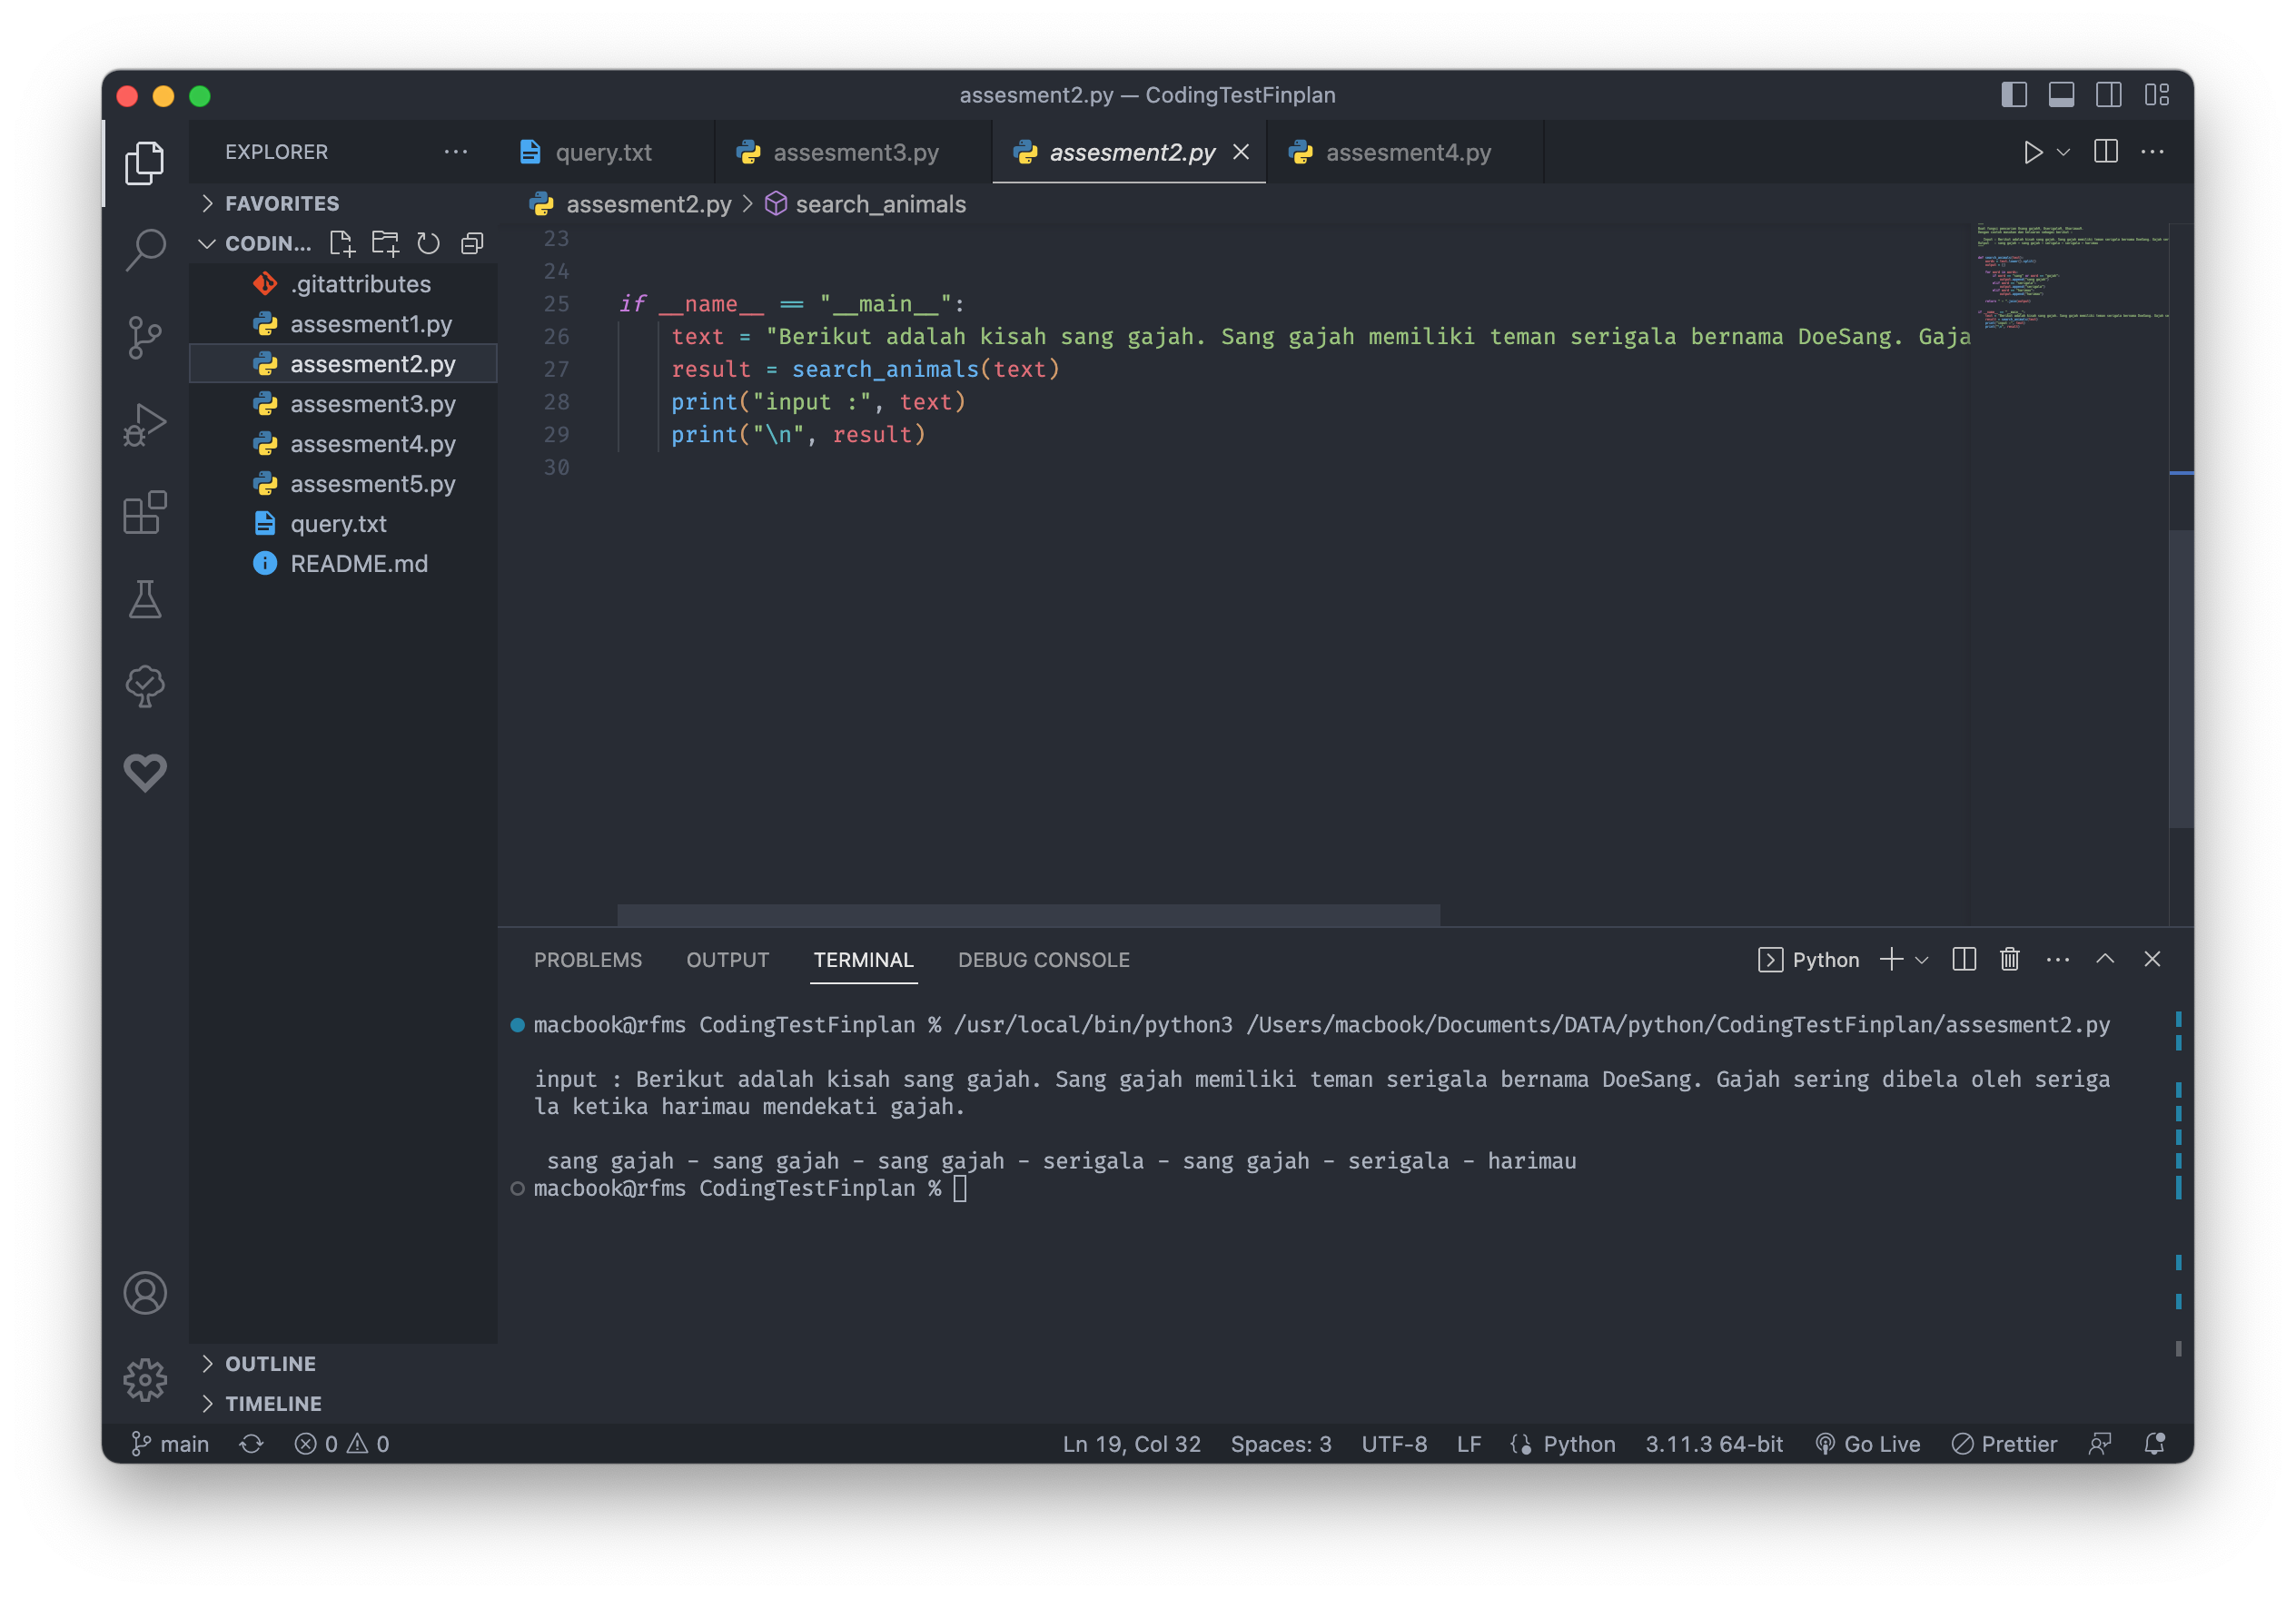 assesment2.py — CodingTestFinplan
EXPLORER
query.txt
assesment3.py
assesment2.py
assesment4.py
FAVORITES
assesment2.py
search_animals
CODIN...
.gitattributes
assesment1.py
assesment2.py
assesment3.py
assesment4.py
assesment5.py
query.txt
README.md
23
24
25 if __name__ == "__main__":
26 text = "Berikut adalah kisah sang gajah. Sang gajah memiliki teman serigala bernama DoeSang. Gaja
27 result = search_animals(text)
28 print("input :", text)
29 print("\n", result)
30
PROBLEMS OUTPUT TERMINAL DEBUG CONSOLE
Python
macbook@rfms CodingTestFinplan % /usr/local/bin/python3 /Users/macbook/Documents/DATA/python/CodingTestFinplan/assesment2.py
input : Berikut adalah kisah sang gajah. Sang gajah memiliki teman serigala bernama DoeSang. Gajah sering dibela oleh seriga
la ketika harimau mendekati gajah.
sang gajah - sang gajah - sang gajah - serigala - sang gajah - serigala - harimau
macbook@rfms CodingTestFinplan %
OUTLINE
TIMELINE
main 0 0 Ln 19, Col 32 Spaces: 3 UTF-8 LF Python 3.11.3 64-bit Go Live Prettier